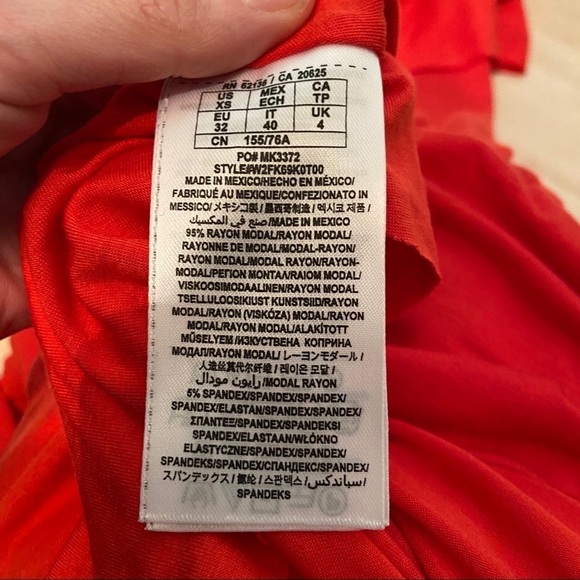 RN 62136 / CA 20625
US MEX CA
XS ECH TP
EU IT UK
32 40 4
CN 155/76A
PO# MK3372
STYLE#W2FK69K0T00
MADE IN MEXICO/HECHO EN MÉXICO/
FABRIQUÉ AU MEXIQUE/CONFEZIONATO IN
MESSICO/メキシコ製/墨西哥制造/멕시코 제품/
صنع في المكسيك/MADE IN MEXICO
95% RAYON MODAL/RAYON MODAL/
RAYONNE DE MODAL/MODAL-RAYON/
RAYON MODAL/MODAL RAYON/RAYON-
MODAL/ΡΕΓΙΟΝ ΜΟΝΤΑΛ/RAIOM MODAL/
VISKOOSIMODAALINEN/RAYON MODAL
TSELLULOOSIKIUST KUNSTSIID/RAYON
MODAL/RAYON (VISKÓZA) MODAL/RAYON
MODAL/RAYON MODAL/ALAKÍTOTT
MŰSELYEM/ИЗКУСТВЕНА КОПРИНА
МОДАЛ/RAYON MODAL/レーヨンモダール/
人造丝莫代尔纤维/레이온 모달/
رايون مودال/MODAL RAYON
5% SPANDEX/SPANDEX/SPANDEX/
SPANDEX/ELASTAN/SPANDEX/SPANDEX/
ΣΠΑΝΤΕΞ/SPANDEX/SPANDEKSI
SPANDEX/ELASTAAN/WŁÓKNO
ELASTYCZNE/SPANDEX/SPANDEX/
SPANDEKS/SPANDEX/СПАНДЕКС/SPANDEX/
スパンデックス/氨纶/스판덱스/سباندكس/
SPANDEKS